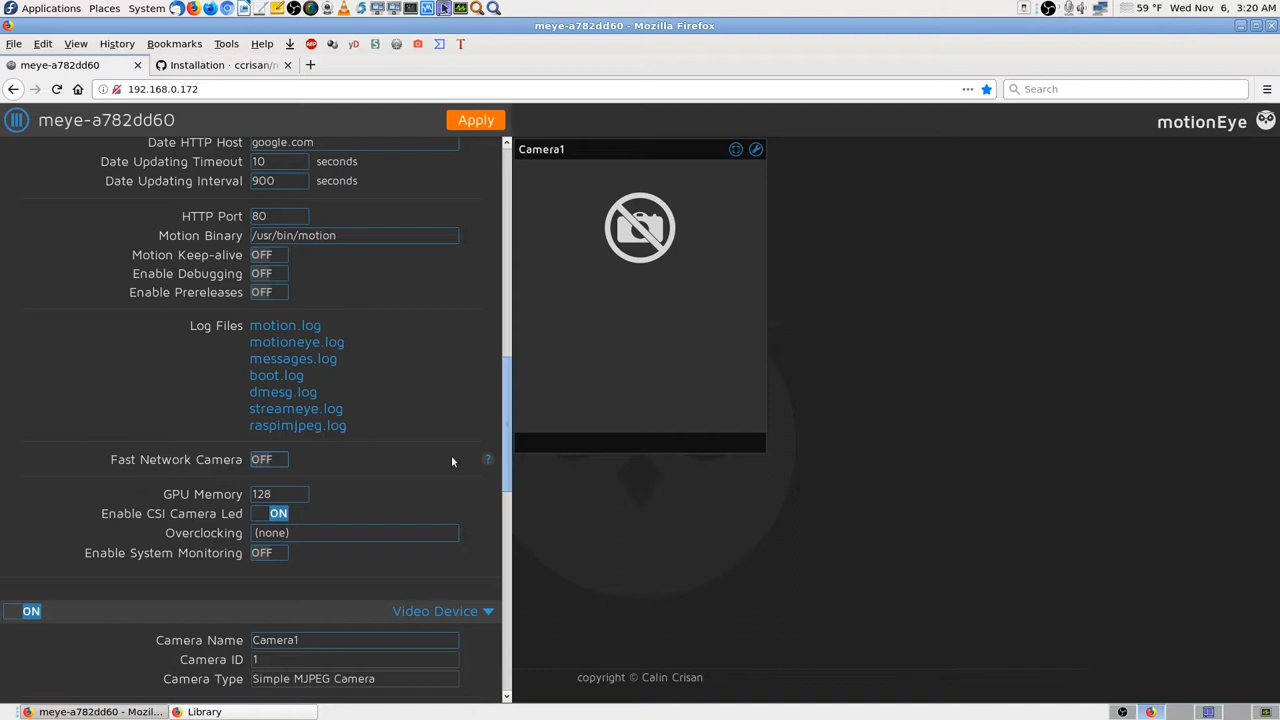 Applications Places System 59 °F Wed Nov 6, 3:20 AM
meye-a782dd60 - Mozilla Firefox
File Edit View History Bookmarks Tools Help ABP yD S T
meye-a782dd60 × Installation · ccrisan/m × +
192.168.0.172 Search
meye-a782dd60 Apply motionEye
Date HTTP Host google.com
Camera1
Date Updating Timeout 10 seconds
Date Updating Interval 900 seconds
HTTP Port 80
Motion Binary /usr/bin/motion
Motion Keep-alive OFF
Enable Debugging OFF
Enable Prereleases OFF
Log Files motion.log
motioneye.log
messages.log
boot.log
dmesg.log
streameye.log
raspimjpeg.log
Fast Network Camera OFF ?
GPU Memory 128
Enable CSI Camera Led ON
Overclocking (none)
Enable System Monitoring OFF
ON Video Device
Camera Name Camera1
Camera ID 1
Camera Type Simple MJPEG Camera
copyright © Calin Crisan
meye-a782dd60 - Mozil... Library